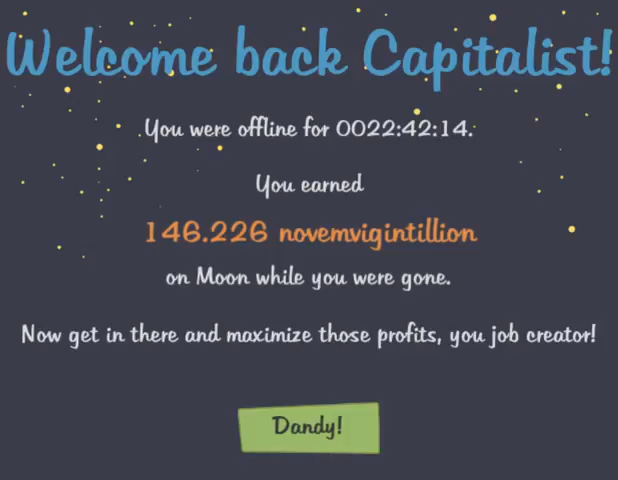 Welcome back Capitalist!
You were offline for 0022:42:14.
You earned
146.226 novemvigintillion
on Moon while you were gone.
Now get in there and maximize those profits, you job creator!
Dandy!